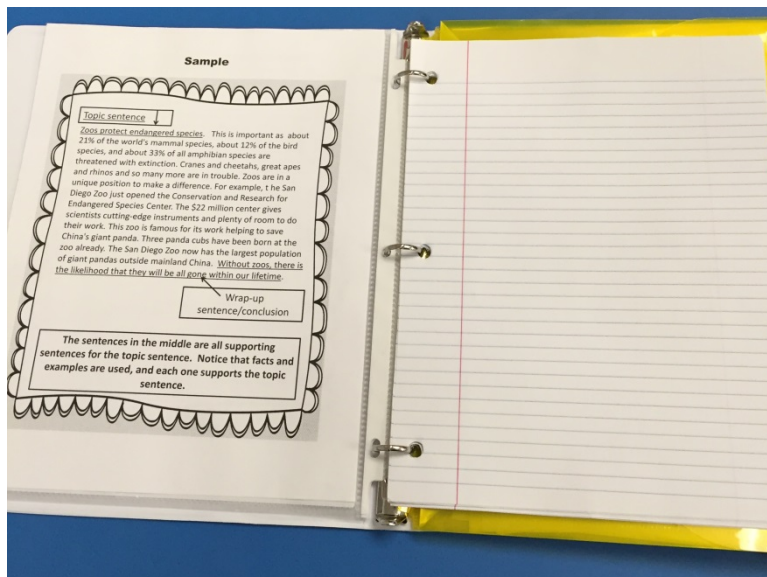 Sample
Topic sentence
Zoos protect endangered species. This is important as about
21% of the world's mammal species, about 12% of the bird
species, and about 33% of all amphibian species are
threatened with extinction. Cranes and cheetahs, great apes
and rhinos and so many more are in trouble. Zoos are in a
unique position to make a difference. For example, t he San
Diego Zoo just opened the Conservation and Research for
Endangered Species Center. The $22 million center gives
scientists cutting-edge instruments and plenty of room to do
their work. This zoo is famous for its work helping to save
China's giant panda. Three panda cubs have been born at the
zoo already. The San Diego Zoo now has the largest population
of giant pandas outside mainland China. Without zoos, there is
the likelihood that they will be all gone within our lifetime.
Wrap-up
sentence/conclusion
The sentences in the middle are all supporting
sentences for the topic sentence. Notice that facts and
examples are used, and each one supports the topic
sentence.